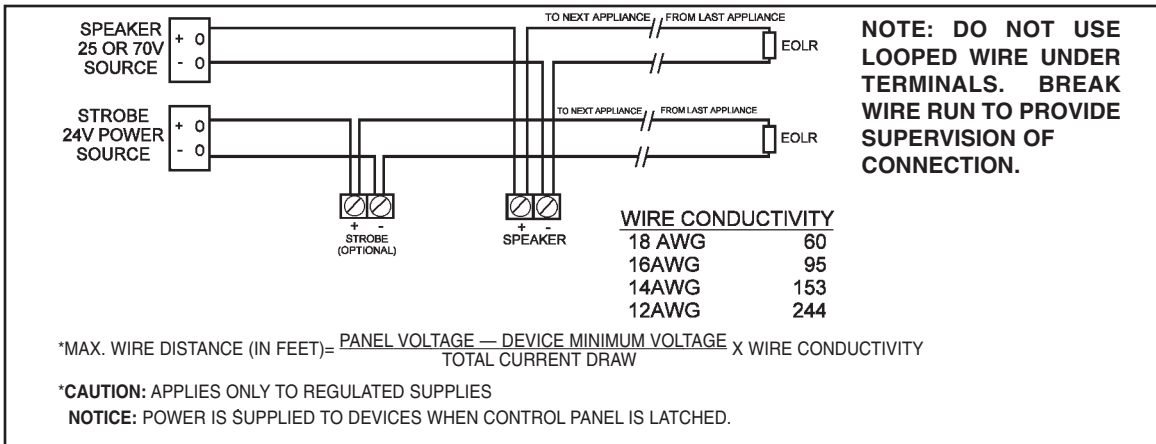 SPEAKER
25 OR 70V
SOURCE
+ O
- O
TO NEXT APPLIANCE
FROM LAST APPLIANCE
EOLR
STROBE
24V POWER
SOURCE
+ O
- O
TO NEXT APPLIANCE
FROM LAST APPLIANCE
EOLR
+ -
STROBE
(OPTIONAL)
+ -
SPEAKER
NOTE: DO NOT USE
LOOPED WIRE UNDER
TERMINALS. BREAK
WIRE RUN TO PROVIDE
SUPERVISION OF
CONNECTION.
WIRE CONDUCTIVITY
18 AWG 60
16AWG 95
14AWG 153
12AWG 244
*MAX. WIRE DISTANCE (IN FEET)= PANEL VOLTAGE — DEVICE MINIMUM VOLTAGE
TOTAL CURRENT DRAW
X WIRE CONDUCTIVITY
*CAUTION: APPLIES ONLY TO REGULATED SUPPLIES
NOTICE: POWER IS SUPPLIED TO DEVICES WHEN CONTROL PANEL IS LATCHED.